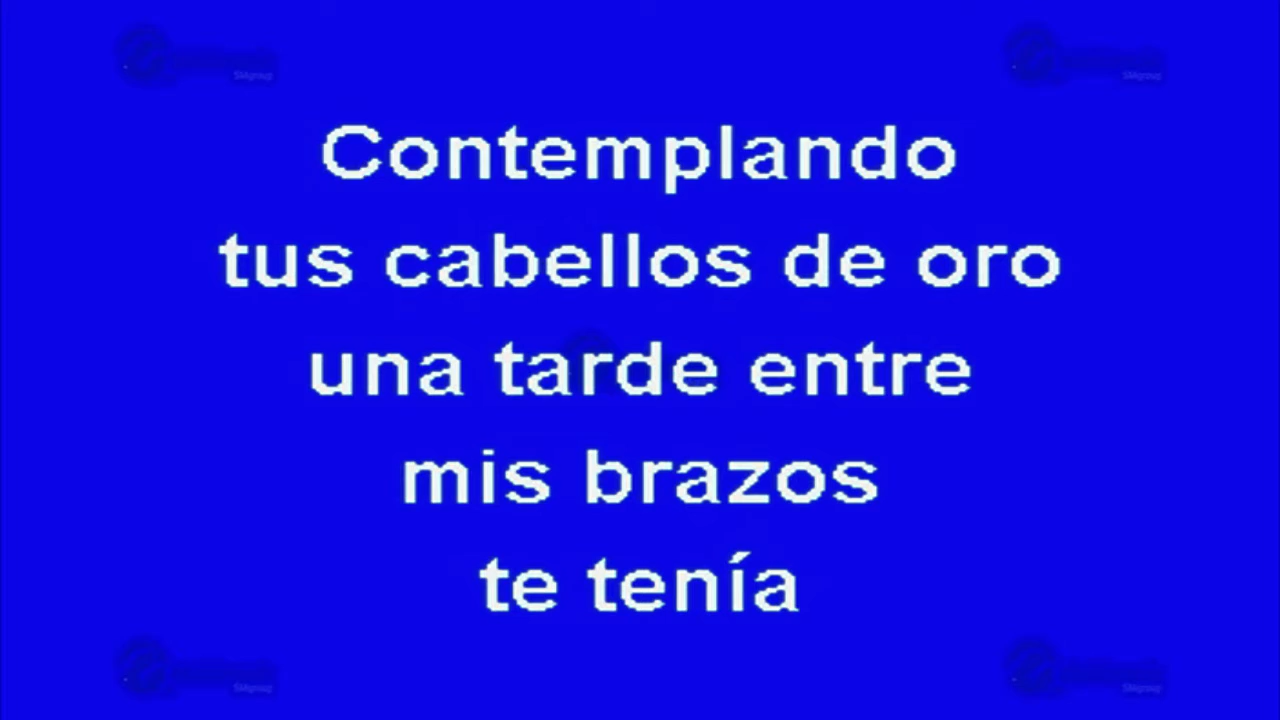 Contemplando
tus cabellos de oro
una tarde entre
mis brazos
te tenía